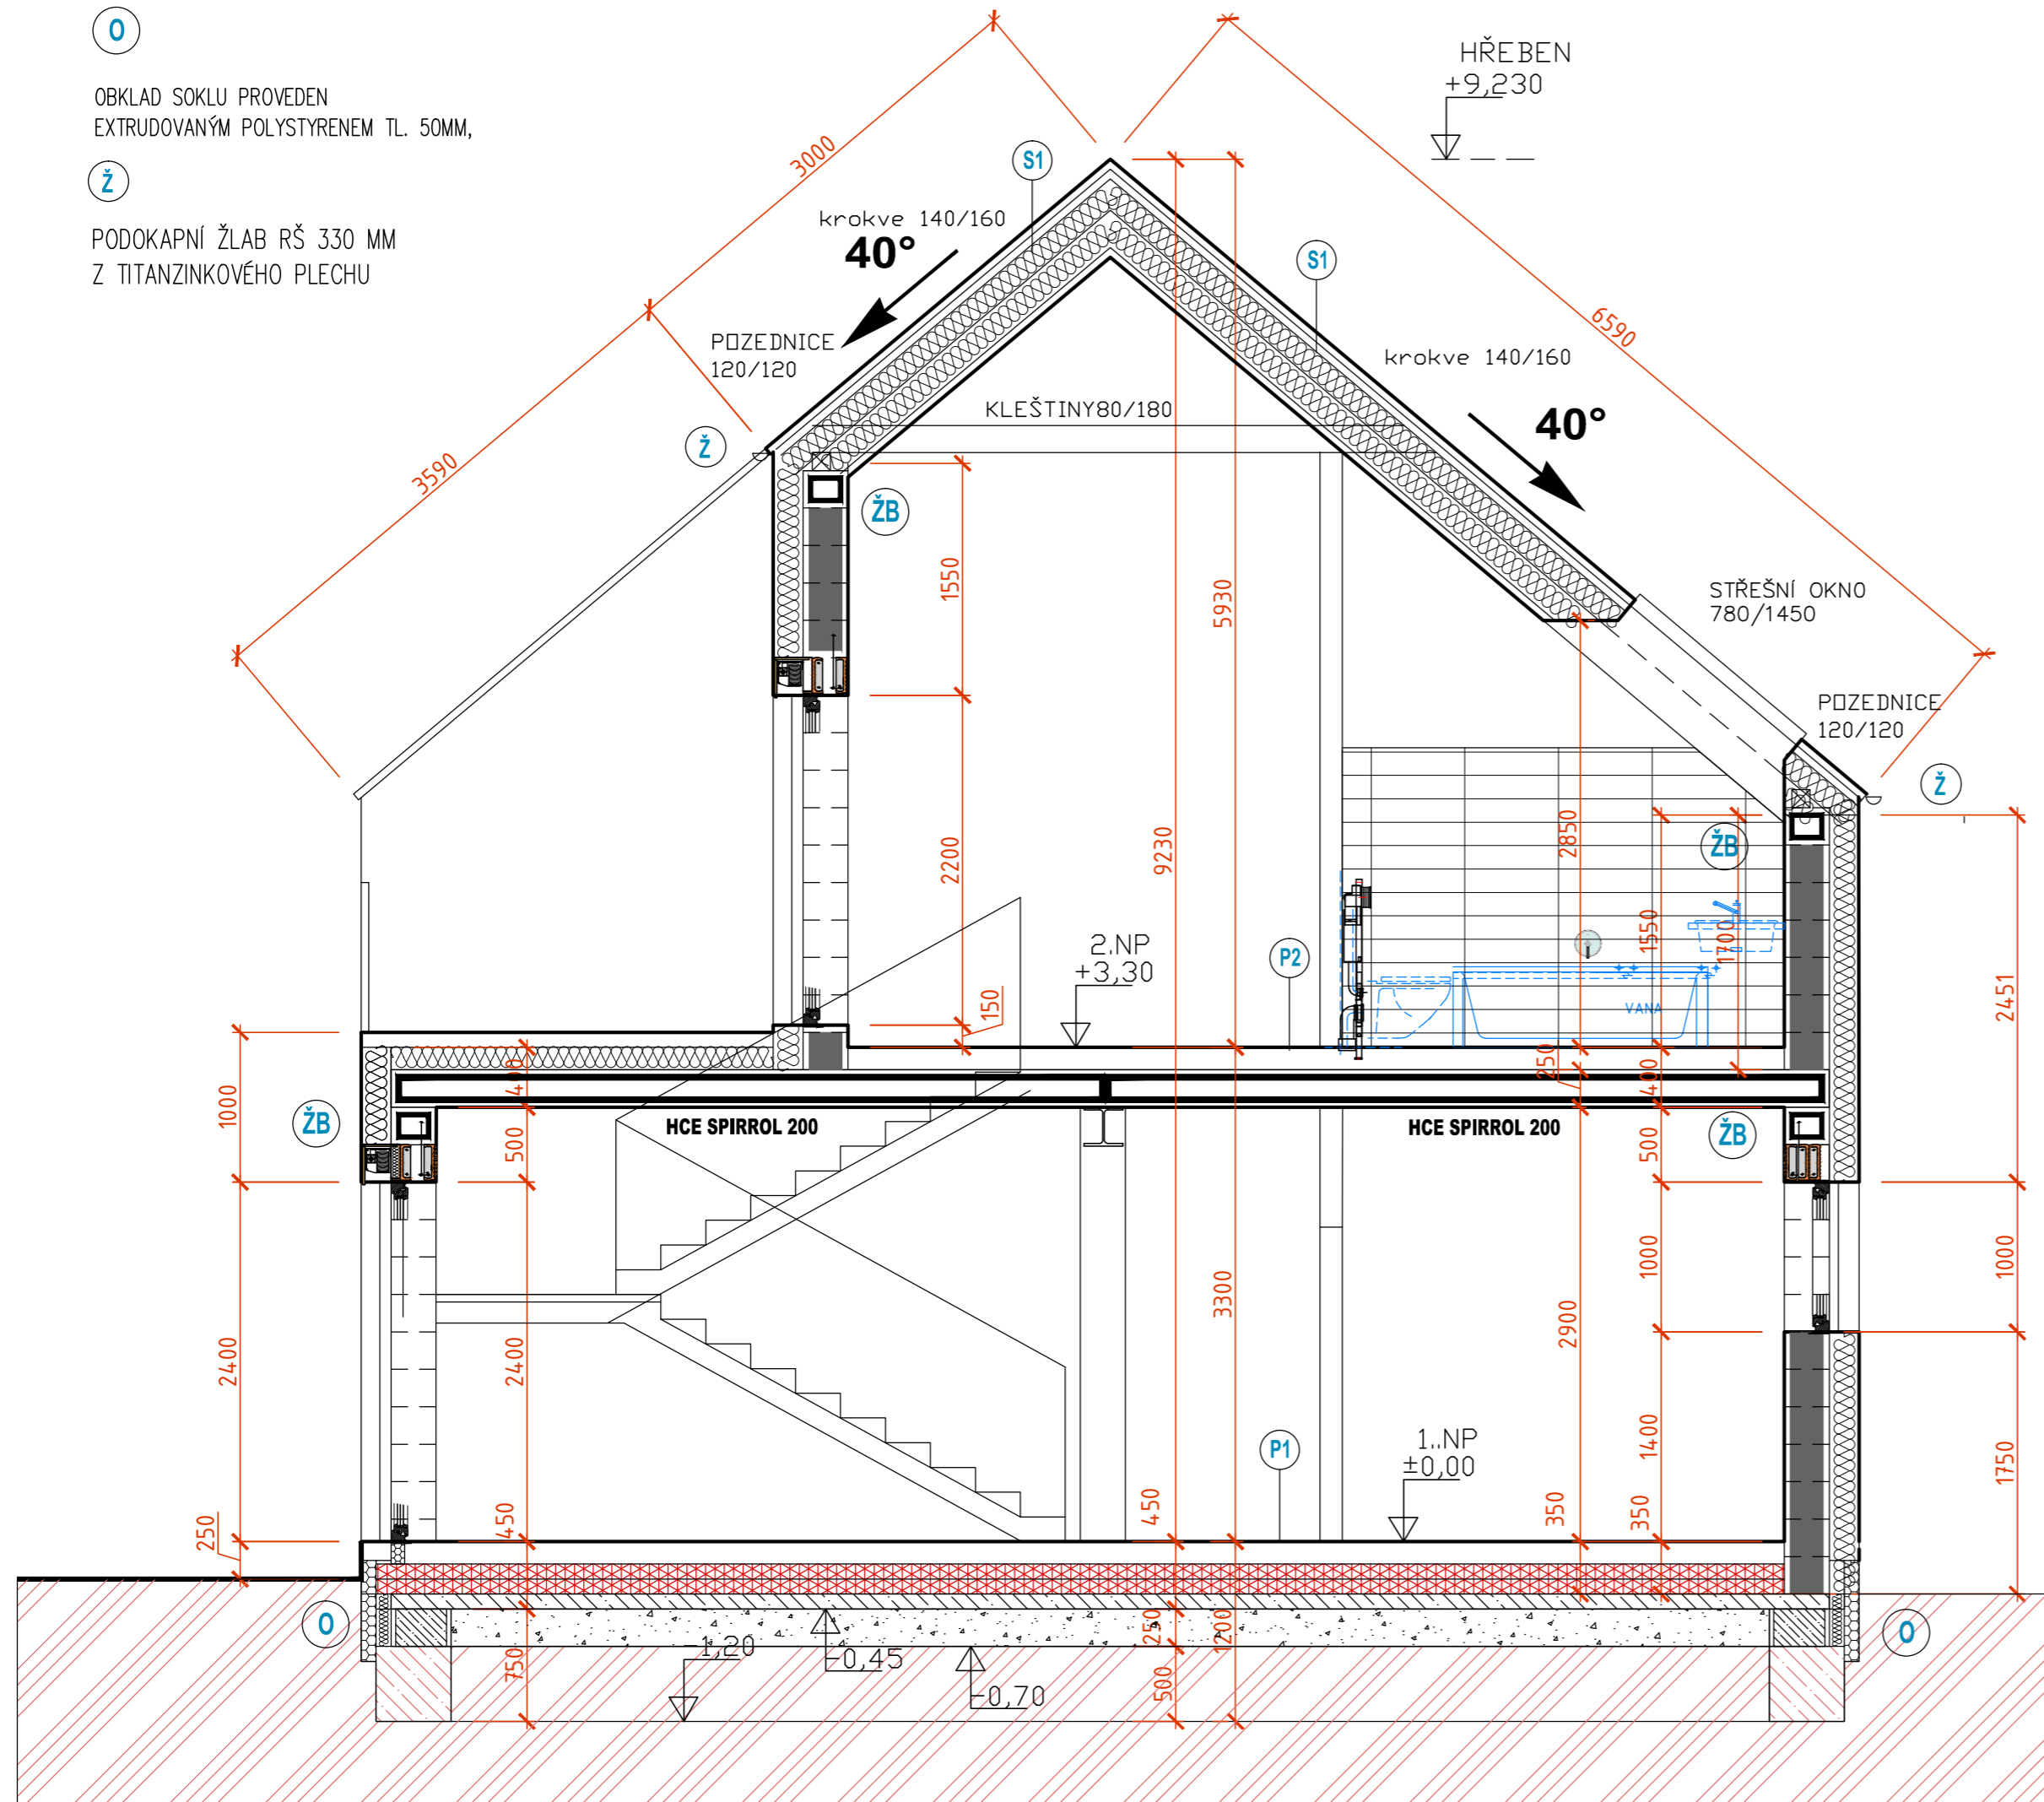 O
OBKLAD SOKLU PROVEDEN
EXTRUDOVANÝM POLYSTYRENEM TL. 50MM,
Ž
PODOKAPNÍ ŽLAB RŠ 330 MM
Z TITANZINKOVÉHO PLECHU
HŘEBEN
+9,230
3000
S1
krokve 140/160
40°
S1
6590
POZEDNICE
120/120
krokve 140/160
KLEŠTINY80/180
40°
Ž
3590
ŽB
1550
5930
STŘEŠNÍ OKNO
780/1450
POZEDNICE
120/120
Ž
2200
9230
2850
ŽB
1550
1700
2451
2.NP
+3,30
P2
150
VANA
1000
400
250
400
ŽB
HCE SPIRROL 200
HCE SPIRROL 200
ŽB
500
500
2400
2400
3300
2900
1000
1000
1400
1750
P1
1..NP
±0,00
250
450
450
350
350
O
-1,20
-0,45
250
1200
O
750
-0,70
500